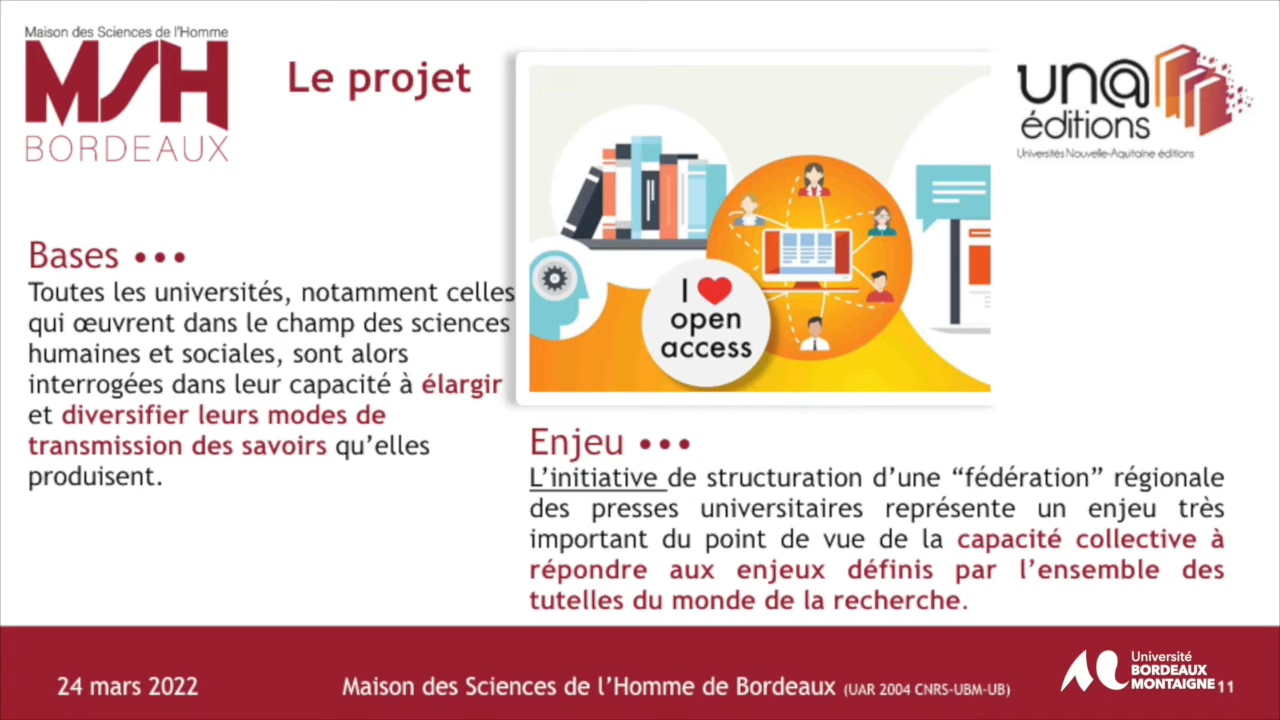 Maison des Sciences de l'Homme
MSH
BORDEAUX
Le projet
un@
éditions
Universités Nouvelle-Aquitaine éditions
I
open
access
Bases •••
Toutes les universités, notamment celles
qui œuvrent dans le champ des sciences
humaines et sociales, sont alors
interrogées dans leur capacité à élargir
et diversifier leurs modes de
transmission des savoirs qu’elles
produisent.
Enjeu •••
L’initiative de structuration d’une “fédération” régionale
des presses universitaires représente un enjeu très
important du point de vue de la capacité collective à
répondre aux enjeux définis par l’ensemble des
tutelles du monde de la recherche.
24 mars 2022
Maison des Sciences de l’Homme de Bordeaux (UAR 2004 CNRS-UBM-UB)
Université
BORDEAUX
MONTAIGNE
11